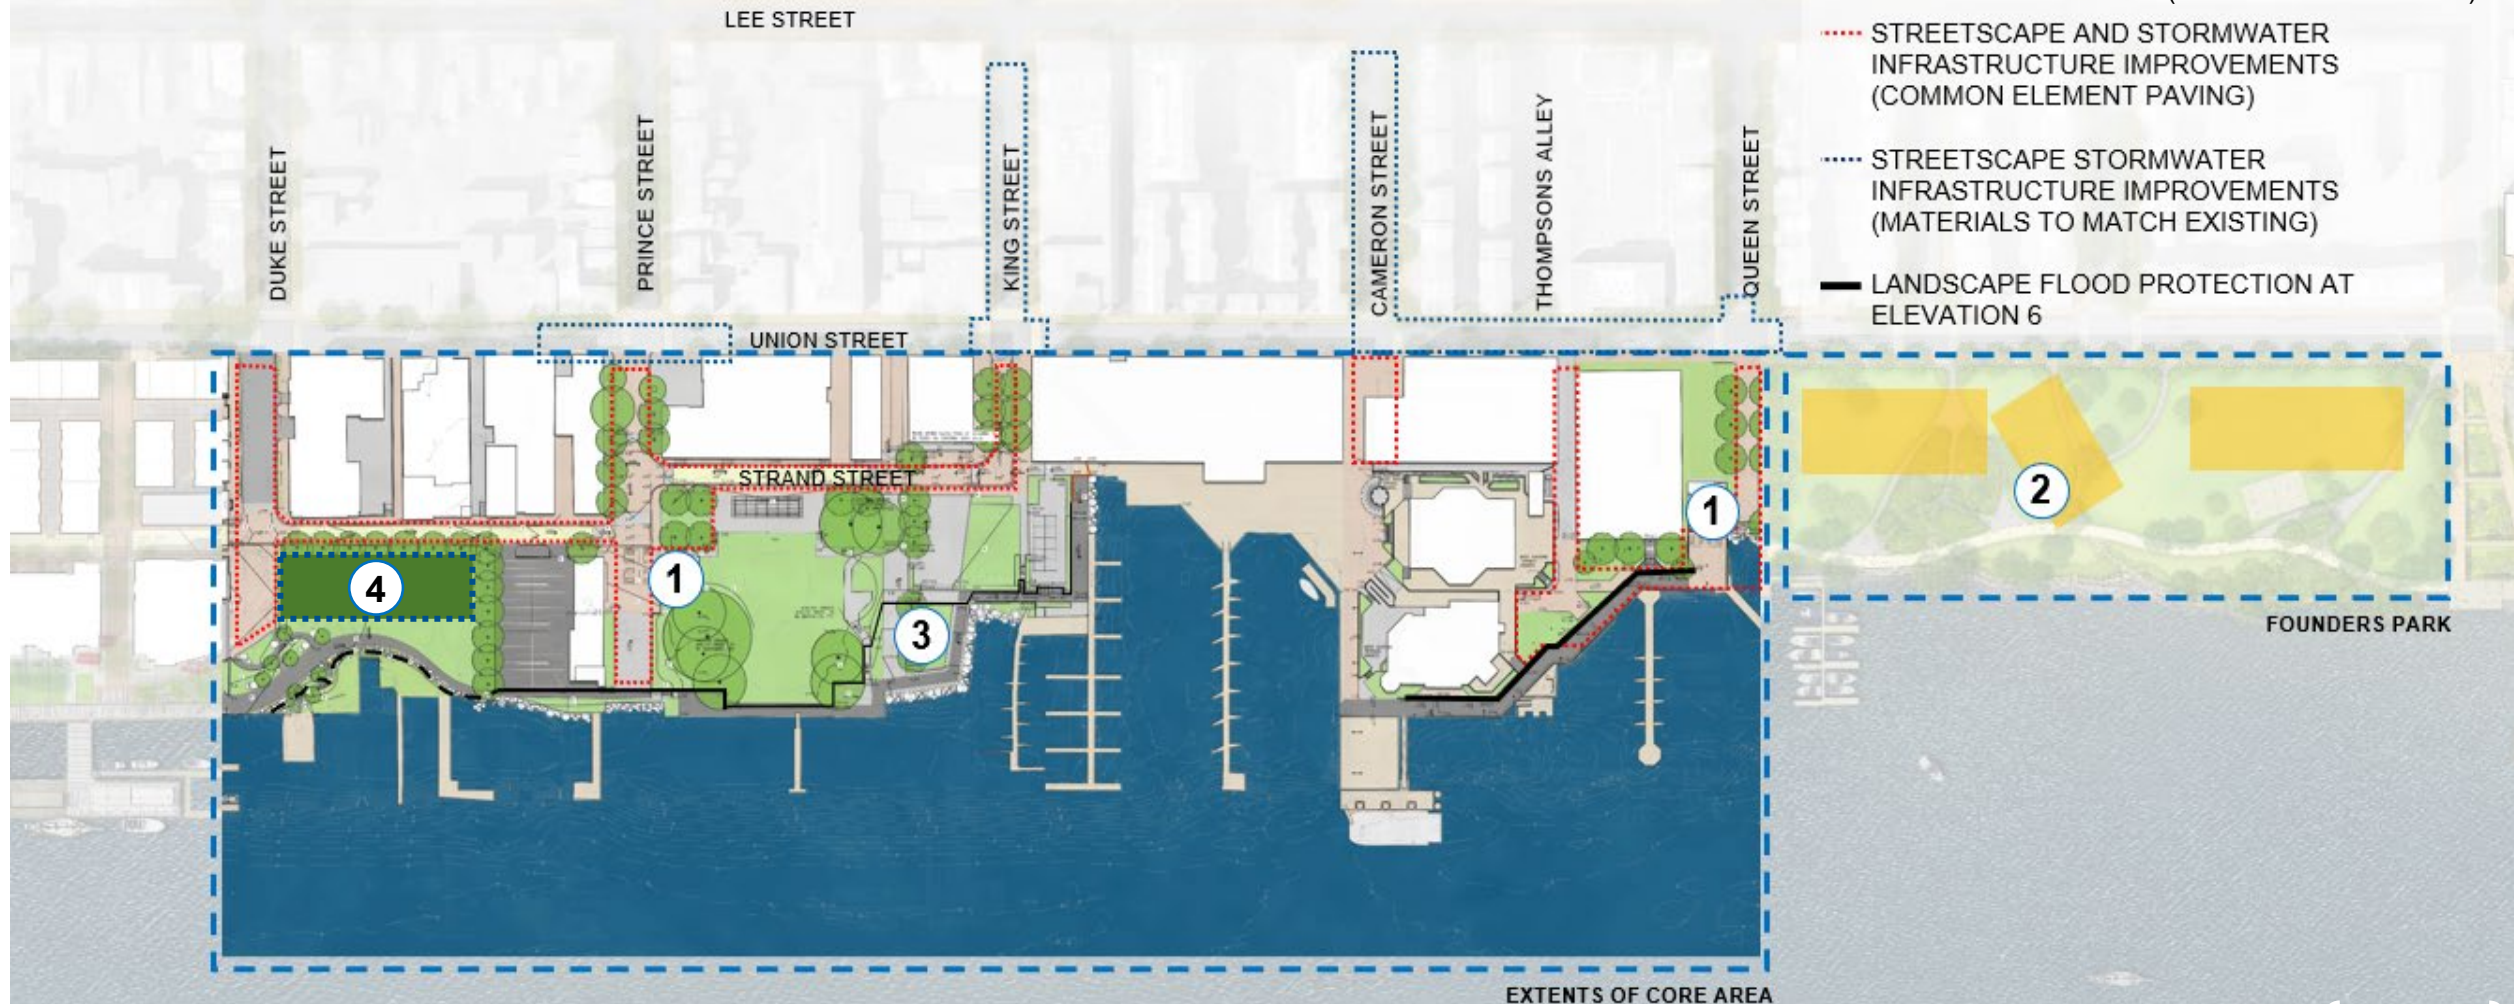 LEE STREET
STREETSCAPE AND STORMWATER
INFRASTRUCTURE IMPROVEMENTS
(COMMON ELEMENT PAVING)
STREETSCAPE STORMWATER
INFRASTRUCTURE IMPROVEMENTS
(MATERIALS TO MATCH EXISTING)
LANDSCAPE FLOOD PROTECTION AT
ELEVATION 6
DUKE STREET
PRINCE STREET
KING STREET
CAMERON STREET
THOMPSONS ALLEY
QUEEN STREET
UNION STREET
STRAND STREET
1
2
4
1
3
FOUNDERS PARK
EXTENTS OF CORE AREA